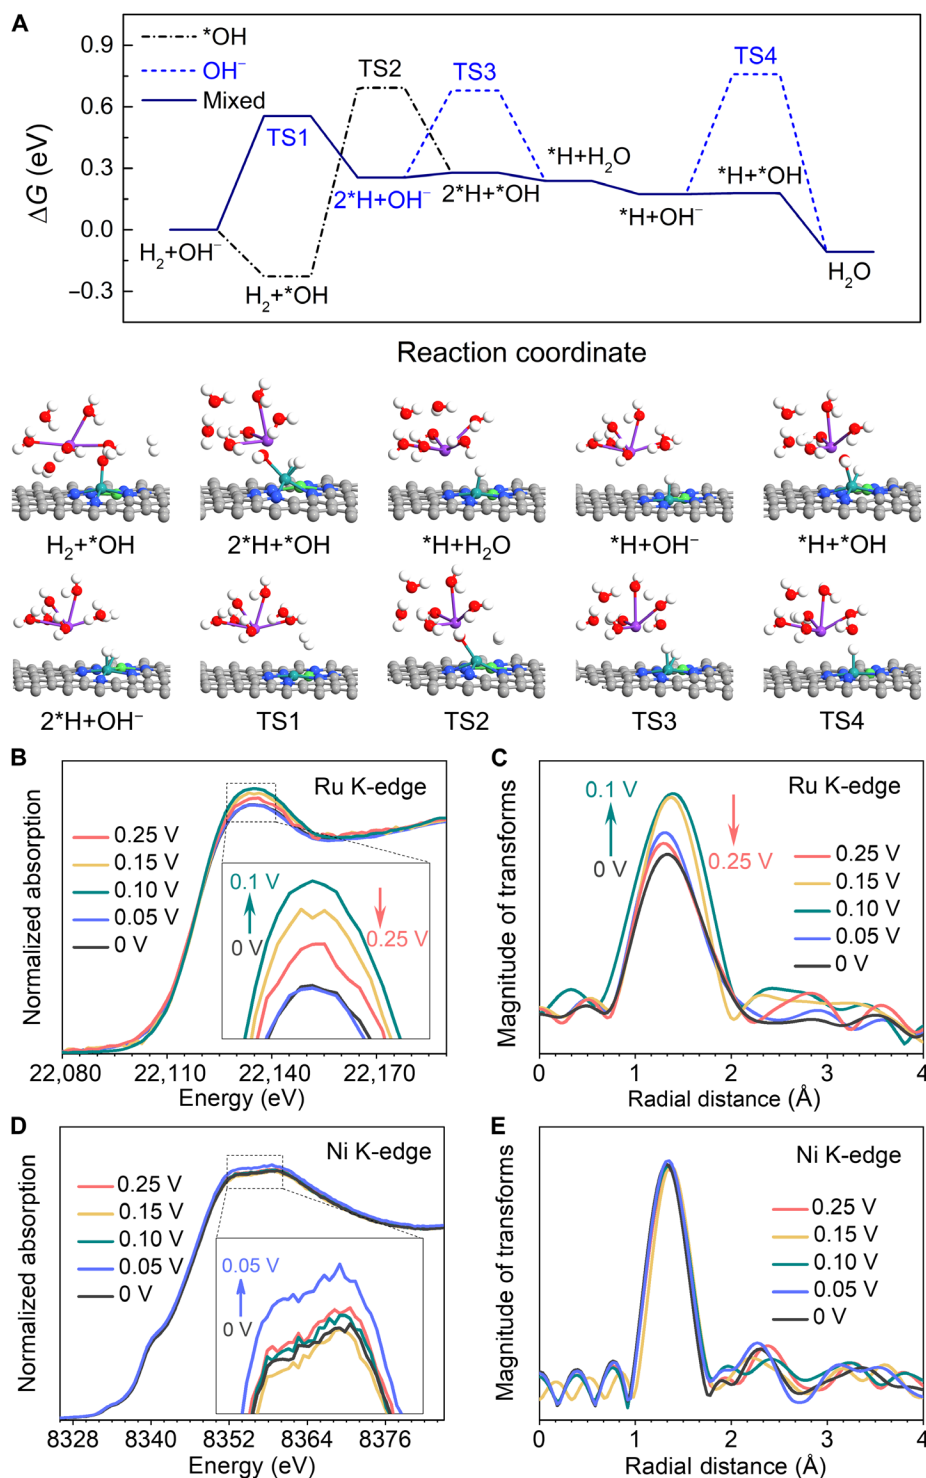 A
0.9
0.6
0.3
0.0
−0.3
ΔG (eV)
*OH
OH⁻
Mixed
TS1
TS2
TS3
TS4
H₂+OH⁻
H₂+*OH
2*H+OH⁻
2*H+*OH
*H+H₂O
*H+OH⁻
*H+*OH
H₂O
Reaction coordinate
H₂+*OH
2*H+*OH
*H+H₂O
*H+OH⁻
*H+*OH
2*H+OH⁻
TS1
TS2
TS3
TS4
B
Ru K-edge
Normalized absorption
0.25 V
0.15 V
0.10 V
0.05 V
0 V
0.1 V
0 V
0.25 V
22,080
22,110
22,140
22,170
Energy (eV)
C
Ru K-edge
Magnitude of transforms
0.1 V
0 V
0.25 V
0.25 V
0.15 V
0.10 V
0.05 V
0 V
0
1
2
3
4
Radial distance (Å)
D
Ni K-edge
Normalized absorption
0.25 V
0.15 V
0.10 V
0.05 V
0 V
0.05 V
0 V
8328
8340
8352
8364
8376
Energy (eV)
E
Ni K-edge
Magnitude of transforms
0.25 V
0.15 V
0.10 V
0.05 V
0 V
0
1
2
3
4
Radial distance (Å)